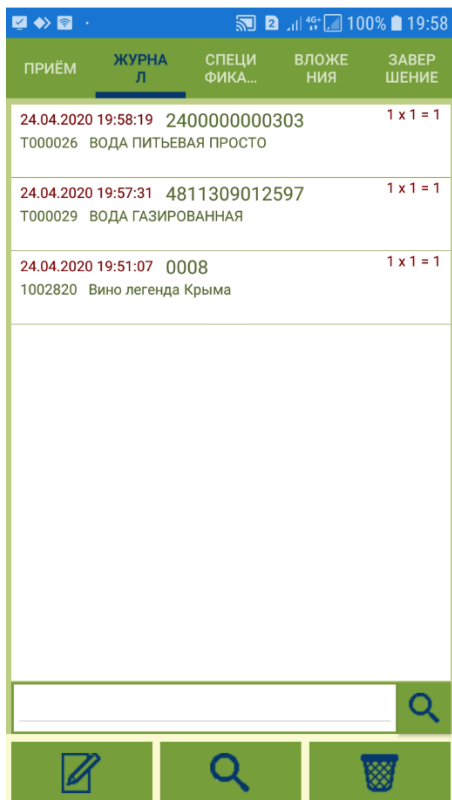 2 4G+ 100% 19:58
ПРИЁМ ЖУРНА СПЕЦИ ВЛОЖЕ ЗАВЕР
Л ФИКА... НИЯ ШЕНИЕ
24.04.2020 19:58:19 2400000000303 1 x 1 = 1
Т000026 ВОДА ПИТЬЕВАЯ ПРОСТО
24.04.2020 19:57:31 4811309012597 1 x 1 = 1
Т000029 ВОДА ГАЗИРОВАННАЯ
24.04.2020 19:51:07 0008 1 x 1 = 1
1002820 Вино легенда Крыма